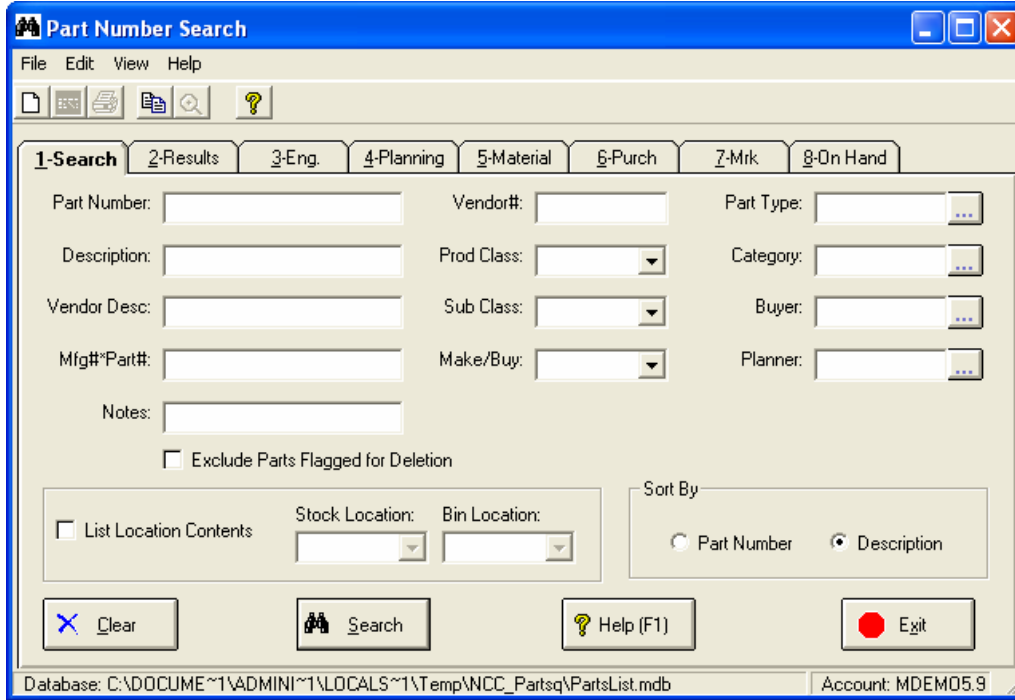 Part Number Search
File Edit View Help
1-Search 2-Results 3-Eng. 4-Planning 5-Material 6-Purch 7-Mrk 8-On Hand
Part Number: Vendor#: Part Type: ...
Description: Prod Class: Category: ...
Vendor Desc: Sub Class: Buyer: ...
Mfg#*Part#: Make/Buy: Planner: ...
Notes:
Exclude Parts Flagged for Deletion
Sort By
Stock Location: Bin Location:
List Location Contents
Part Number Description
Clear Search ? Help (F1) Exit
Database: C:\DOCUME~1\ADMINI~1\LOCALS~1\Temp\NCC_Partsq\PartsList.mdb Account: MDEMO5.9